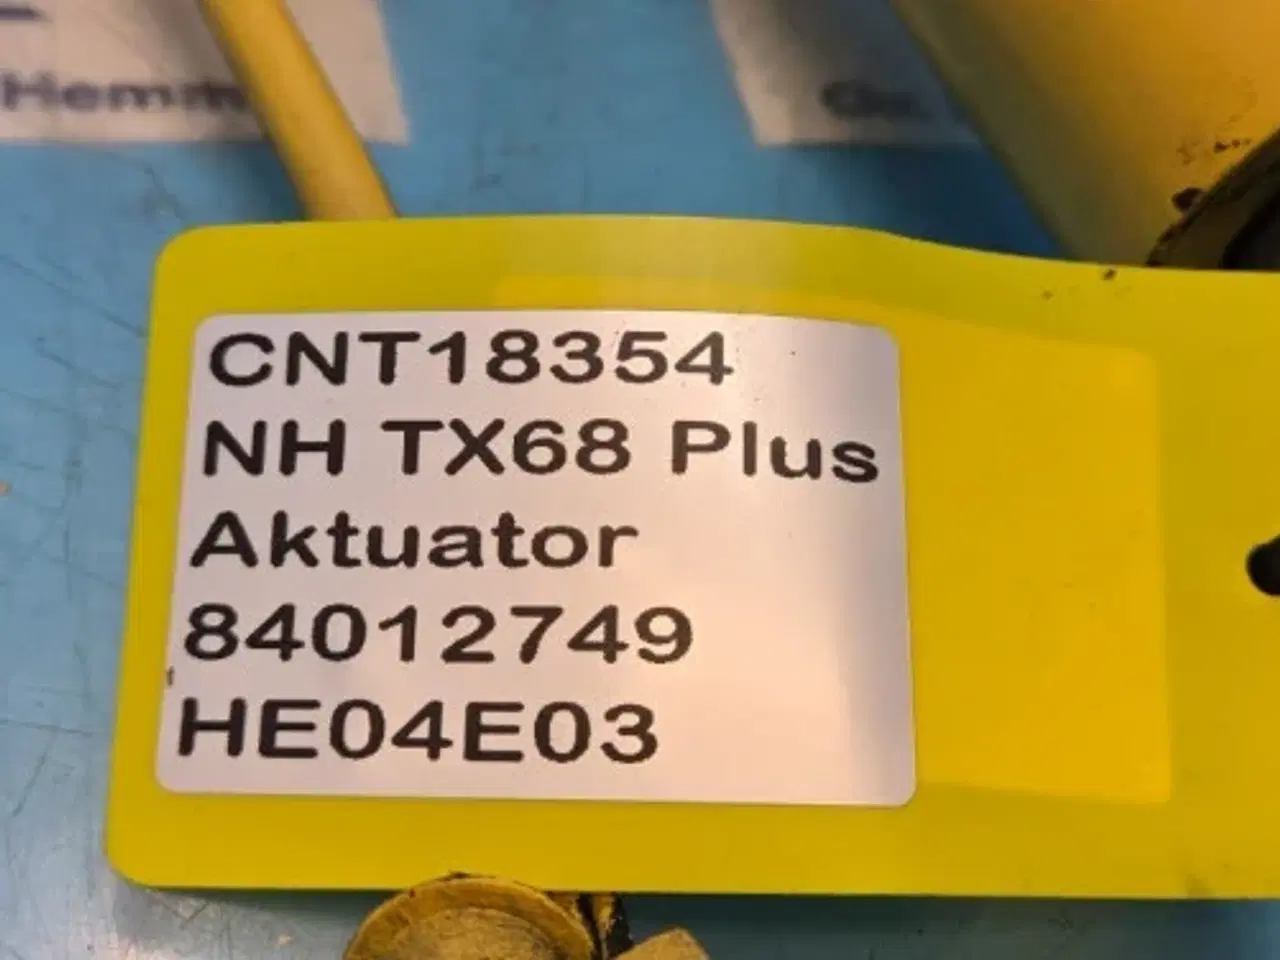 CNT18354
NH TX68 Plus
Aktuator
84012749
HE04E03